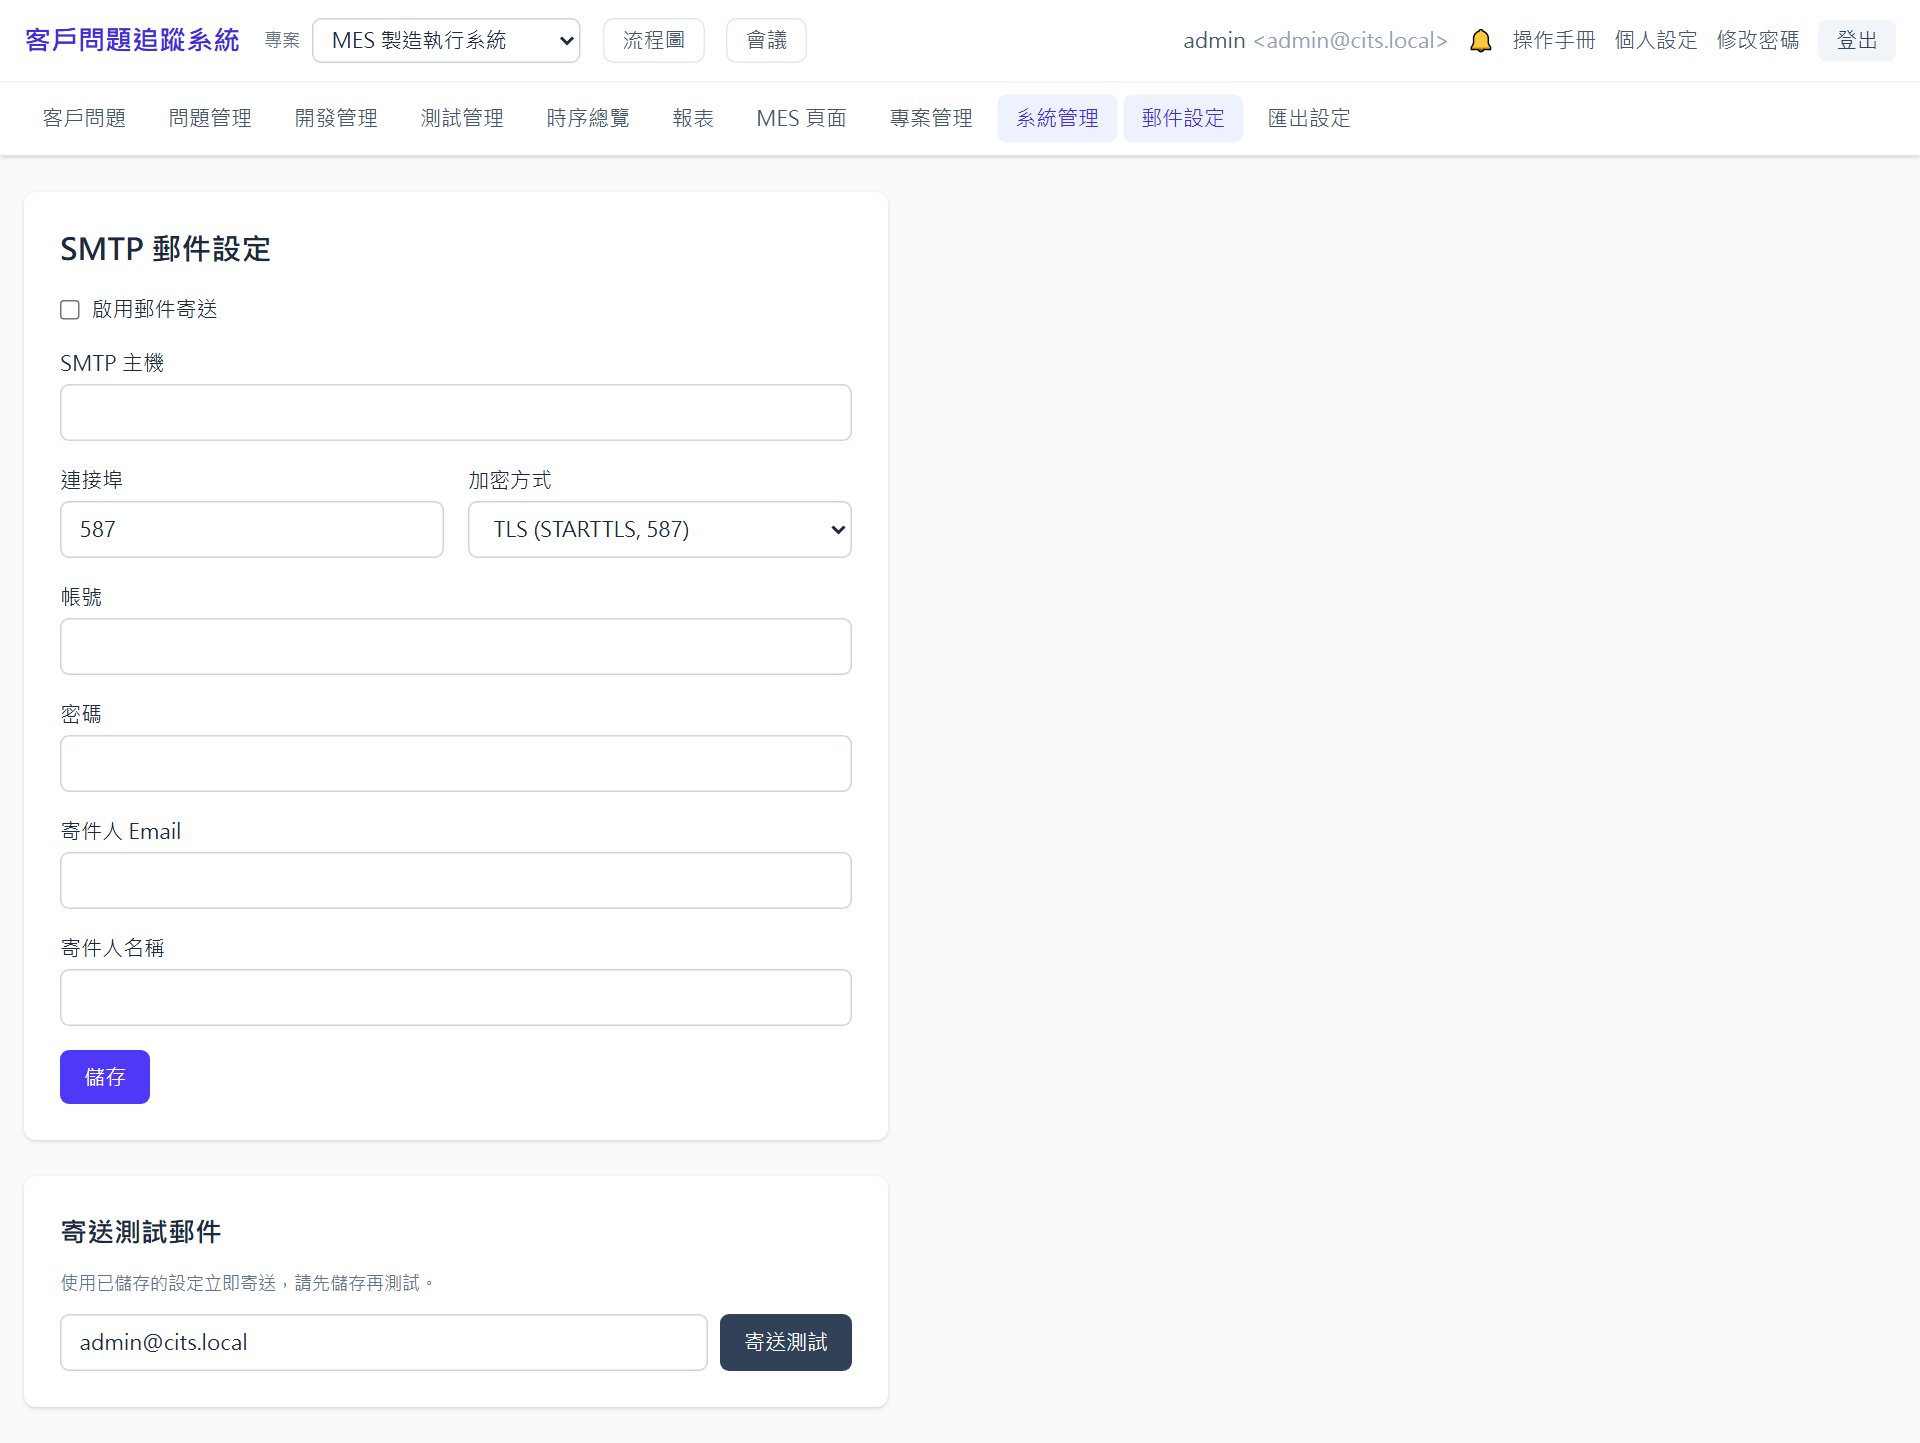 客戶問題追蹤系統 專案 MES 製造執行系統 流程圖 會議 admin <admin@cits.local> 操作手冊 個人設定 修改密碼 登出
客戶問題 問題管理 開發管理 測試管理 時序總覽 報表 MES 頁面 專案管理 系統管理 郵件設定 匯出設定
SMTP 郵件設定
啟用郵件寄送
SMTP 主機
連接埠 加密方式
587 TLS (STARTTLS, 587)
帳號
密碼
寄件人 Email
寄件人名稱
儲存
寄送測試郵件
使用已儲存的設定立即寄送，請先儲存再測試。
admin@cits.local 寄送測試